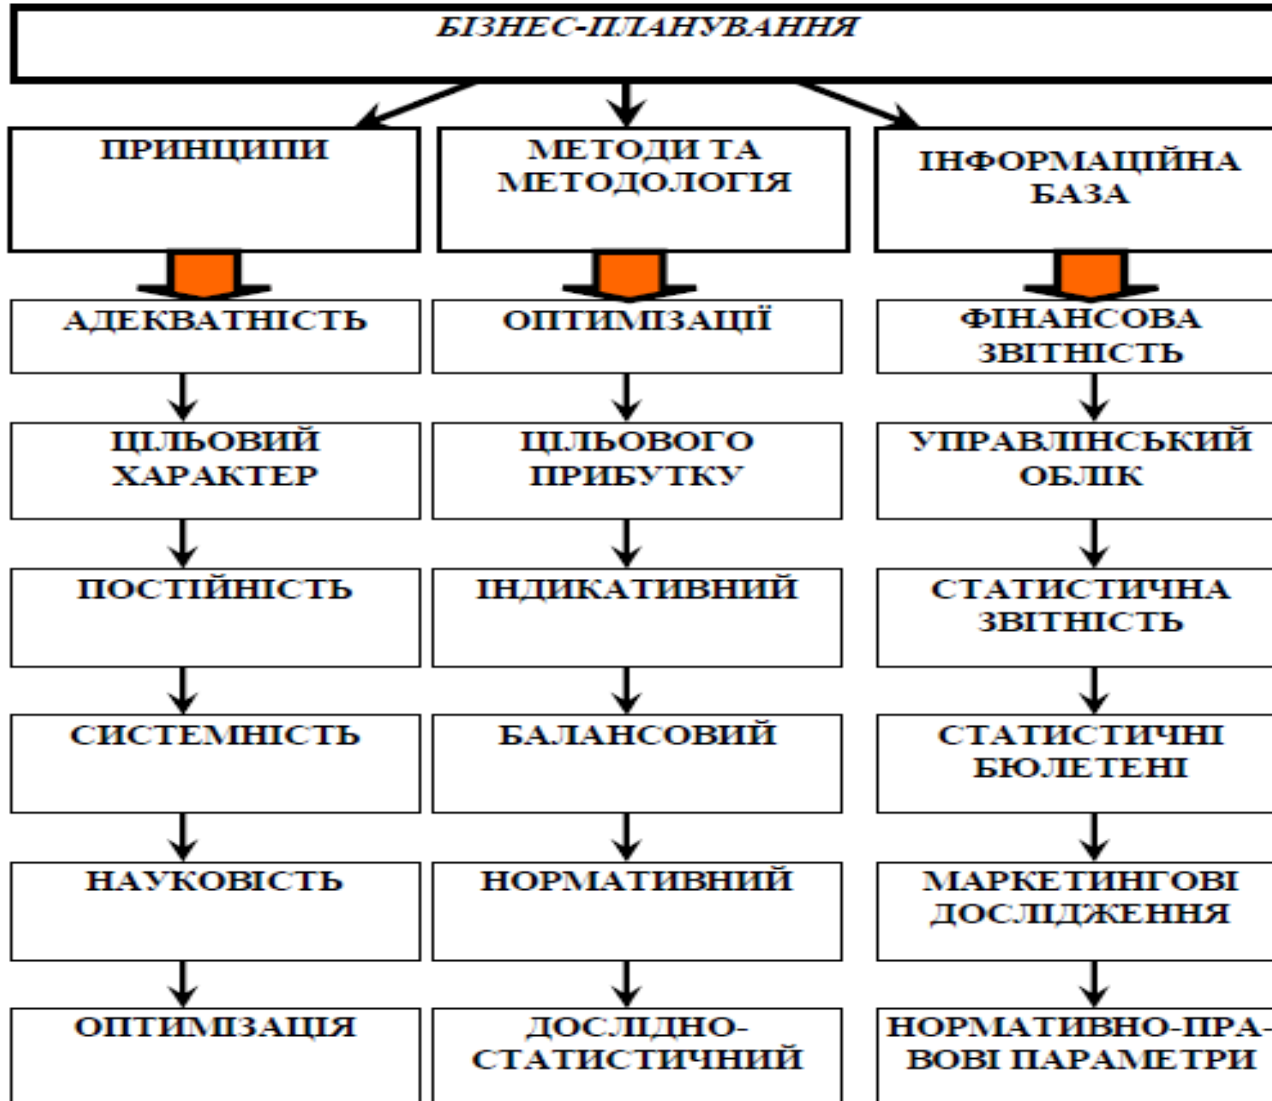 БІЗНЕС-ПЛАНУВАННЯ
ПРИНЦИПИ
МЕТОДИ ТА
МЕТОДОЛОГІЯ
ІНФОРМАЦІЙНА
БАЗА
АДЕКВАТНІСТЬ
ОПТИМІЗАЦІЇ
ФІНАНСОВА
ЗВІТНІСТЬ
ЦІЛЬОВИЙ
ХАРАКТЕР
ЦІЛЬОВОГО
ПРИБУТКУ
УПРАВЛІНСЬКИЙ
ОБЛІК
ПОСТІЙНІСТЬ
ІНДИКАТИВНИЙ
СТАТИСТИЧНА
ЗВІТНІСТЬ
СИСТЕМНІСТЬ
БАЛАНСОВИЙ
СТАТИСТИЧНІ
БЮЛЕТЕНІ
НАУКОВІСТЬ
НОРМАТИВНИЙ
МАРКЕТИНГОВІ
ДОСЛІДЖЕННЯ
ОПТИМІЗАЦІЯ
ДОСЛІДНО-
СТАТИСТИЧНИЙ
НОРМАТИВНО-ПРА-
ВОВІ ПАРАМЕТРИ